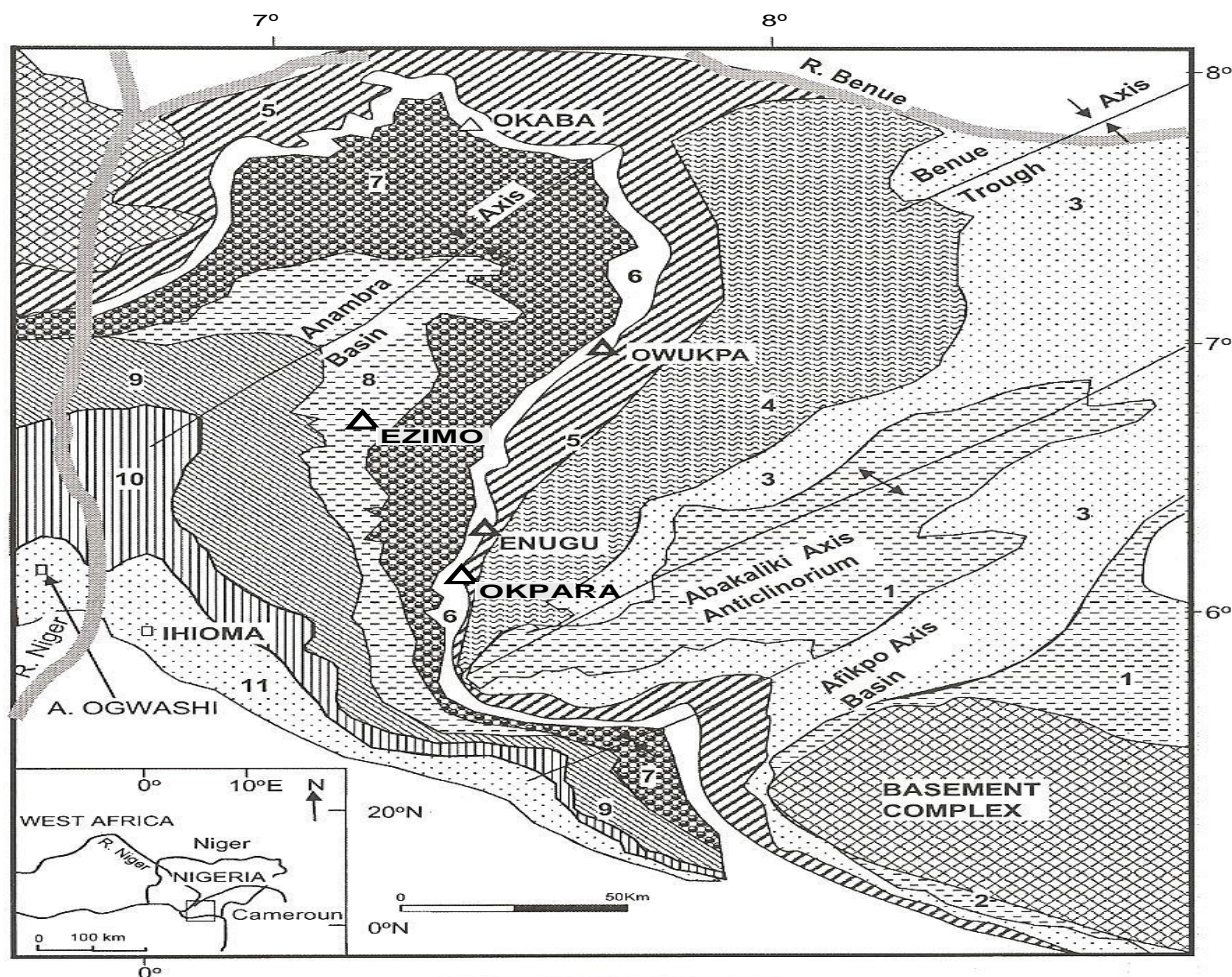 7º
8º
R. Benue
8º
5
OKABA
Axis
Benue
Trough
7
Axis
3
6
Anambra
Basin
7º
OWUKPA
9
8
4
EZIMO
5
10
3
3
ENUGU
Abakaliki Axis
Anticlinorium
OKPARA
1
6
6º
IHIOMA
R. Niger
Afikpo Axis
Basin
11
1
A. OGWASHI
7
BASEMENT
COMPLEX
0º
10ºE
N
20ºN
9
WEST AFRICA
R. Niger
Niger
NIGERIA
Cameroun
0
50Km
2
0ºN
0
100 km
0º